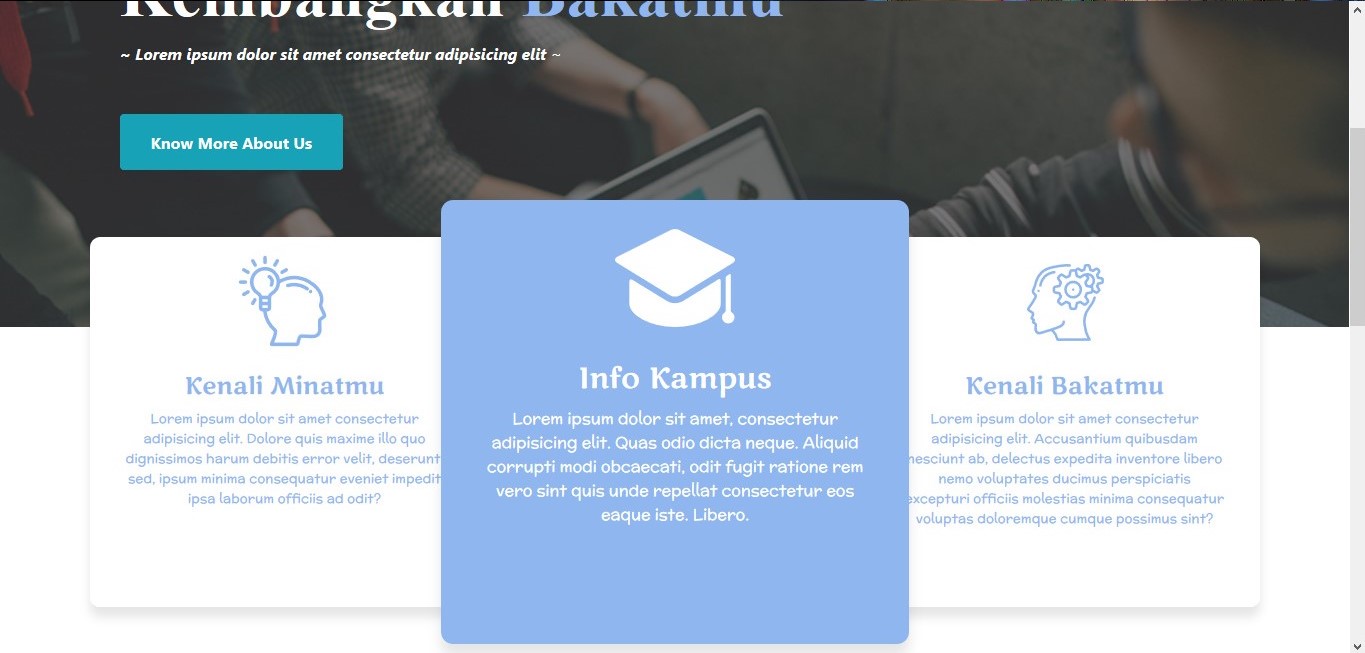 Kembangkan Bakatmu
~ Lorem ipsum dolor sit amet consectetur adipisicing elit ~
Know More About Us
Kenali Minatmu
Lorem ipsum dolor sit amet consectetur
adipisicing elit. Dolore quis maxime illo quo
dignissimos harum debitis error velit, deserunt
sed, ipsum minima consequatur eveniet impedit
ipsa laborum officiis ad odit?
Info Kampus
Lorem ipsum dolor sit amet, consectetur
adipisicing elit. Quas odio dicta neque. Aliquid
corrupti modi obcaecati, odit fugit ratione rem
vero sint quis unde repellat consectetur eos
eaque iste. Libero.
Kenali Bakatmu
Lorem ipsum dolor sit amet consectetur
adipisicing elit. Accusantium quibusdam
nesciunt ab, delectus expedita inventore libero
nemo voluptates ducimus perspiciatis
excepturi officiis molestias minima consequatur
voluptas doloremque cumque possimus sint?